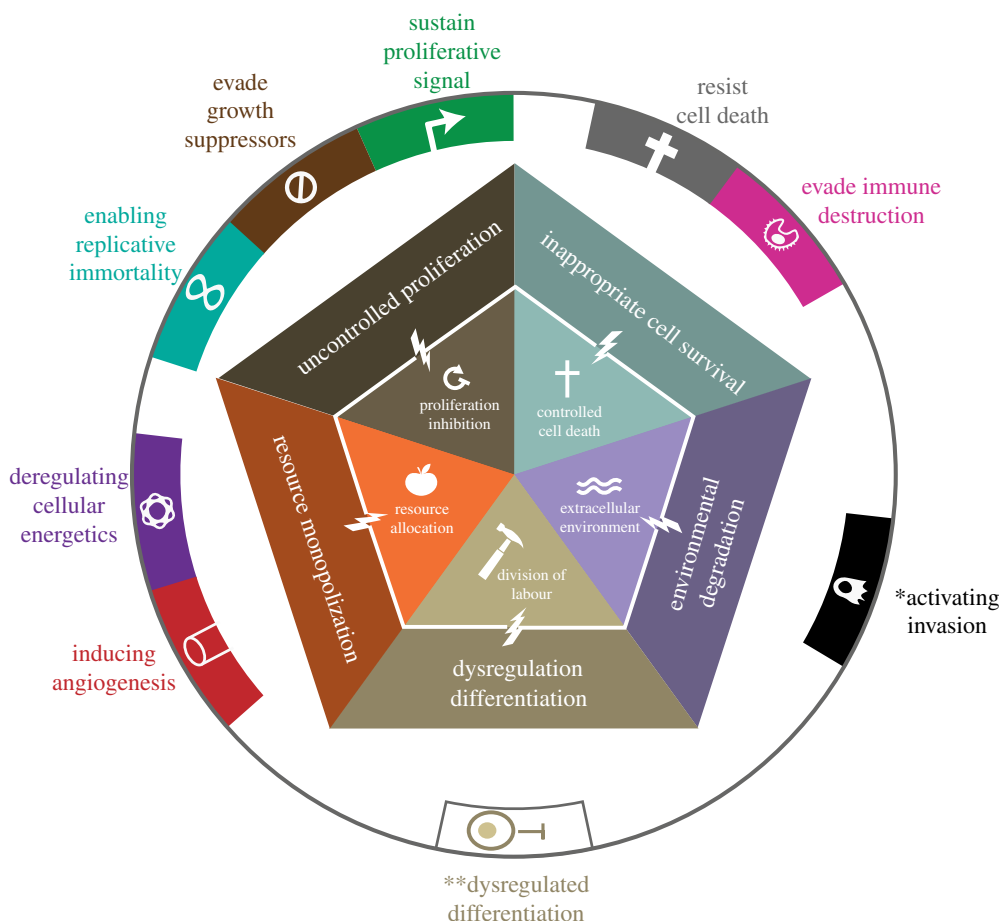 sustain
proliferative
signal
evade
growth
suppressors
enabling
replicative
immortality
resist
cell death
evade immune
destruction
uncontrolled proliferation
inappropriate cell survival
proliferation
inhibition
controlled
cell death
deregulating
cellular
energetics
resource monopolization
resource
allocation
extracellular
environment
environmental
degradation
division of
labour
*activating
invasion
inducing
angiogenesis
dysregulation
differentiation
**dysregulated
differentiation